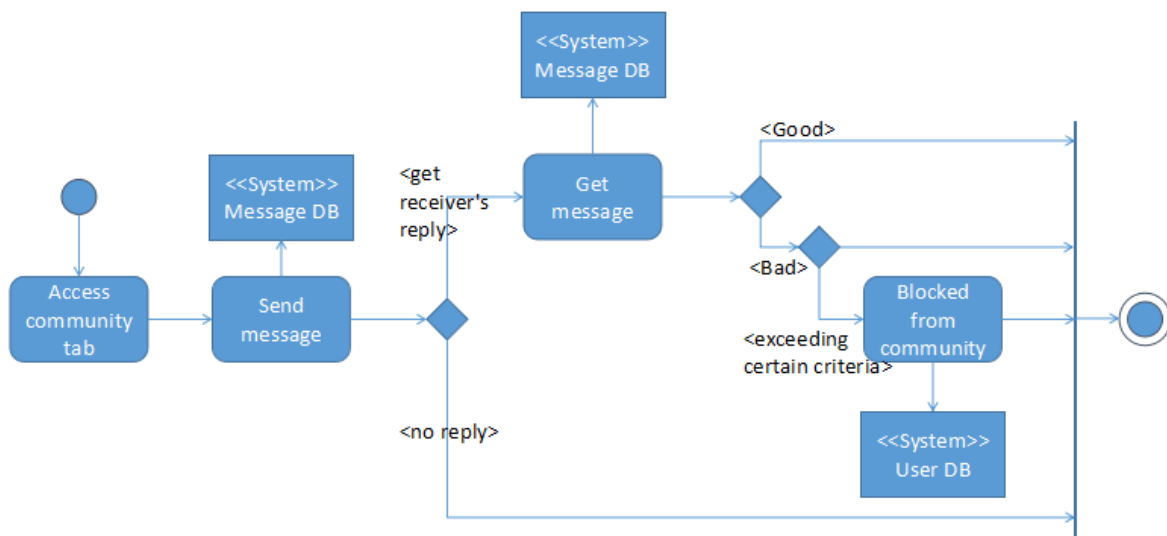 <<System>>
Message DB
<Good>
<<System>>
Message DB
<get
receiver's
reply>
Get
message
<Bad>
Access
community
tab
Send
message
Blocked
from
community
<exceeding
certain criteria>
<no reply>
<<System>>
User DB